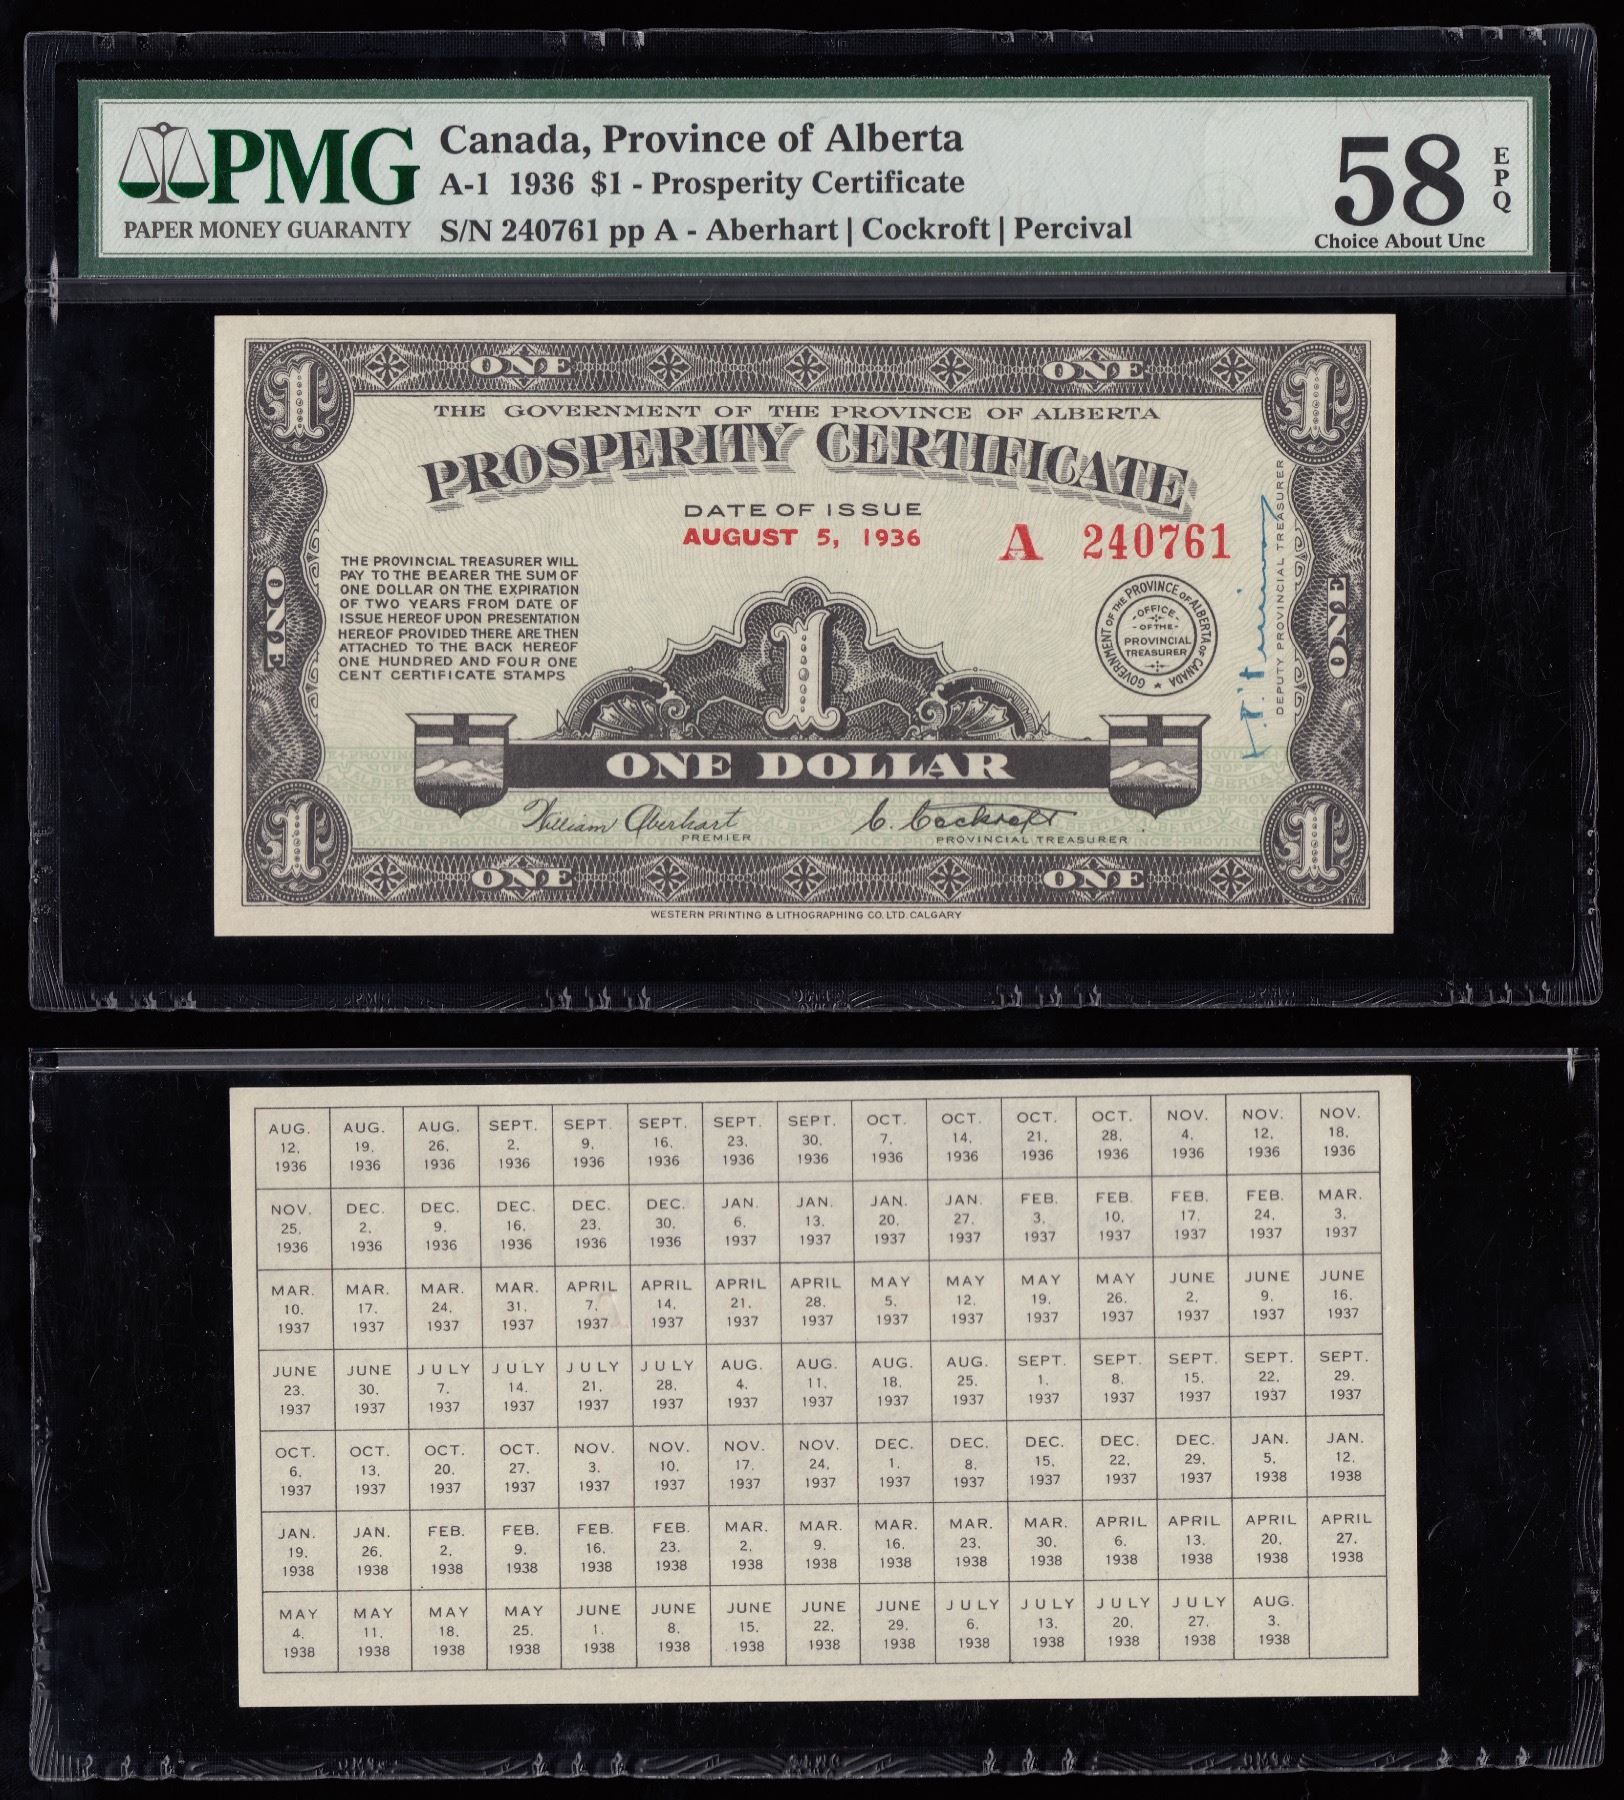 PMG
PAPER MONEY GUARANTY
Canada, Province of Alberta
A-1 1936 $1 - Prosperity Certificate
S/N 240761 pp A - Aberhart | Cockroft | Percival
58
EPQ
Choice About Unc
1 ONE ONE 1
THE GOVERNMENT OF THE PROVINCE OF ALBERTA
PROSPERITY CERTIFICATE
DATE OF ISSUE
AUGUST 5, 1936
A 240761
THE PROVINCIAL TREASURER WILL
PAY TO THE BEARER THE SUM OF
ONE DOLLAR ON THE EXPIRATION
OF TWO YEARS FROM DATE OF
ISSUE HEREOF UPON PRESENTATION
HEREOF PROVIDED THERE ARE THEN
ATTACHED TO THE BACK HEREOF
ONE HUNDRED AND FOUR ONE
CENT CERTIFICATE STAMPS
ONE
1
GOVERNMENT OF THE PROVINCE OF ALBERTA OF CANADA
OFFICE
-OF THE-
PROVINCIAL
TREASURER
DEPUTY PROVINCIAL TREASURER
ONE
ONE DOLLAR
William Aberhart
PREMIER
C. Cockroft
PROVINCIAL TREASURER
1 ONE ONE 1
WESTERN PRINTING & LITHOGRAPHING CO. LTD. CALGARY
AUG. AUG. AUG. SEPT. SEPT. SEPT. SEPT. SEPT. OCT. OCT. OCT. OCT. NOV. NOV. NOV.
12, 19, 26, 2, 9, 16, 23, 30, 7, 14, 21, 28, 4, 12, 18,
1936 1936 1936 1936 1936 1936 1936 1936 1936 1936 1936 1936 1936 1936 1936
NOV. DEC. DEC. DEC. DEC. DEC. JAN. JAN. JAN. JAN. FEB. FEB. FEB. FEB. MAR.
25, 2, 9, 16, 23, 30, 6, 13, 20, 27, 3, 10, 17, 24, 3,
1936 1936 1936 1936 1936 1936 1937 1937 1937 1937 1937 1937 1937 1937 1937
MAR. MAR. MAR. MAR. APRIL APRIL APRIL APRIL MAY MAY MAY MAY JUNE JUNE JUNE
10, 17, 24, 31, 7, 14, 21, 28, 5, 12, 19, 26, 2, 9, 16,
1937 1937 1937 1937 1937 1937 1937 1937 1937 1937 1937 1937 1937 1937 1937
JUNE JUNE JULY JULY JULY JULY AUG. AUG. AUG. AUG. SEPT. SEPT. SEPT. SEPT. SEPT.
23, 30, 7, 14, 21, 28, 4, 11, 18, 25, 1, 8, 15, 22, 29,
1937 1937 1937 1937 1937 1937 1937 1937 1937 1937 1937 1937 1937 1937 1937
OCT. OCT. OCT. OCT. NOV. NOV. NOV. NOV. DEC. DEC. DEC. DEC. DEC. JAN. JAN.
6, 13, 20, 27, 3, 10, 17, 24, 1, 8, 15, 22, 29, 5, 12,
1937 1937 1937 1937 1937 1937 1937 1937 1937 1937 1937 1937 1937 1938 1938
JAN. JAN. FEB. FEB. FEB. FEB. MAR. MAR. MAR. MAR. MAR. APRIL APRIL APRIL APRIL
19, 26, 2, 9, 16, 23, 2, 9, 16, 23, 30, 6, 13, 20, 27,
1938 1938 1938 1938 1938 1938 1938 1938 1938 1938 1938 1938 1938 1938 1938
MAY MAY MAY MAY JUNE JUNE JUNE JUNE JUNE JULY JULY JULY JULY AUG.
4, 11, 18, 25, 1, 8, 15, 22, 29, 6, 13, 20, 27, 3,
1938 1938 1938 1938 1938 1938 1938 1938 1938 1938 1938 1938 1938 1938